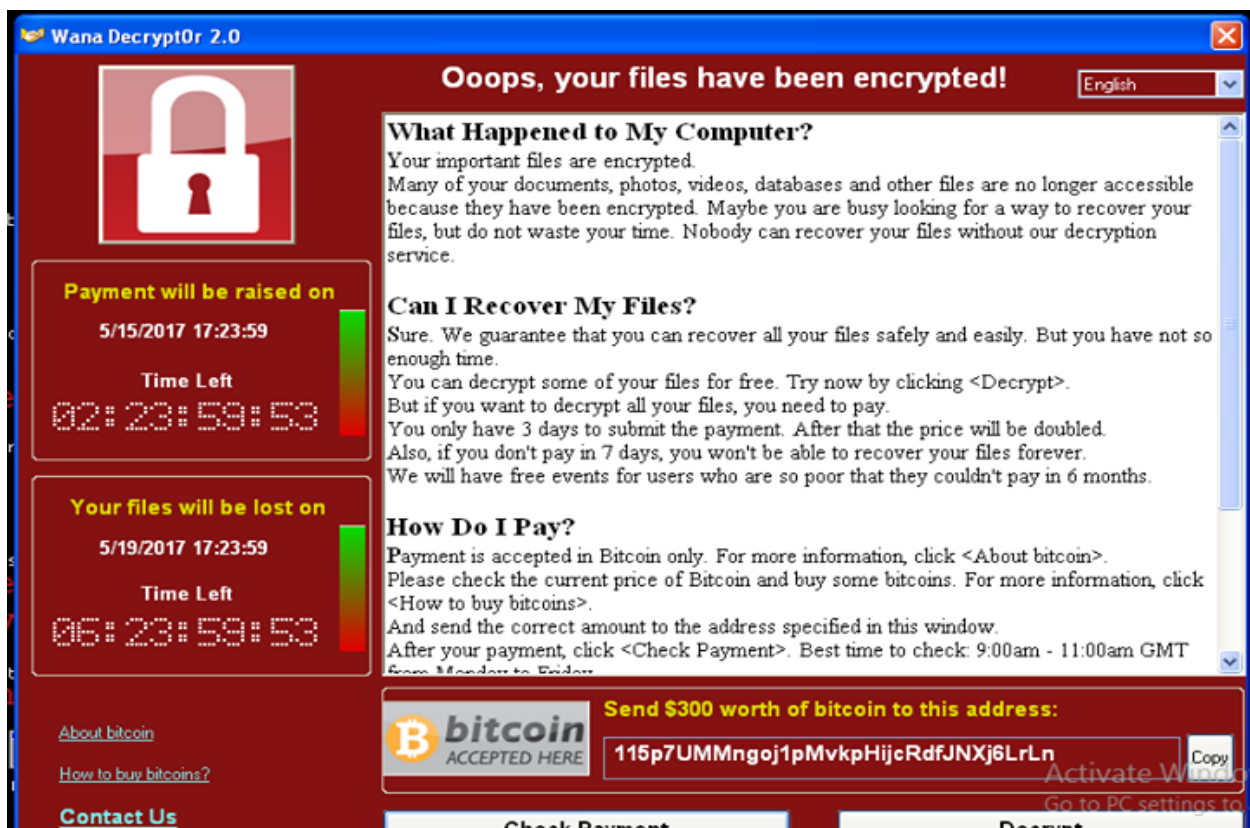 Wana Decrypt0r 2.0
Ooops, your files have been encrypted!
English
What Happened to My Computer?
Your important files are encrypted.
Many of your documents, photos, videos, databases and other files are no longer accessible
because they have been encrypted. Maybe you are busy looking for a way to recover your
files, but do not waste your time. Nobody can recover your files without our decryption
service.
Can I Recover My Files?
Sure. We guarantee that you can recover all your files safely and easily. But you have not so
enough time.
You can decrypt some of your files for free. Try now by clicking <Decrypt>.
But if you want to decrypt all your files, you need to pay.
You only have 3 days to submit the payment. After that the price will be doubled.
Also, if you don't pay in 7 days, you won't be able to recover your files forever.
We will have free events for users who are so poor that they couldn't pay in 6 months.
How Do I Pay?
Payment is accepted in Bitcoin only. For more information, click <About bitcoin>.
Please check the current price of Bitcoin and buy some bitcoins. For more information, click
<How to buy bitcoins>.
And send the correct amount to the address specified in this window.
After your payment, click <Check Payment>. Best time to check: 9:00am - 11:00am GMT
from Monday to Friday
Payment will be raised on
5/15/2017 17:23:59
Time Left
02:23:59:53
Your files will be lost on
5/19/2017 17:23:59
Time Left
06:23:59:53
About bitcoin
How to buy bitcoins?
Contact Us
bitcoin
ACCEPTED HERE
Send $300 worth of bitcoin to this address:
115p7UMMngoj1pMvkpHijcRdfJNXj6LrLn
Copy
Check Payment
Decrypt
Activate Windo
Go to PC settings to